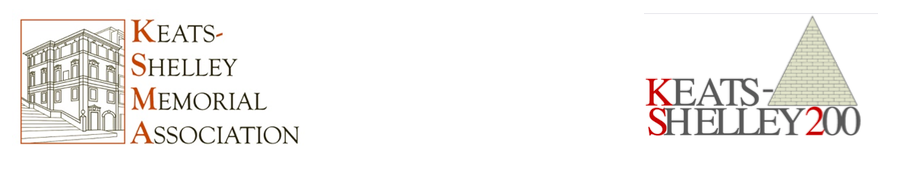 KEATS-
SHELLEY
MEMORIAL
ASSOCIATION
KEATS-
SHELLEY200